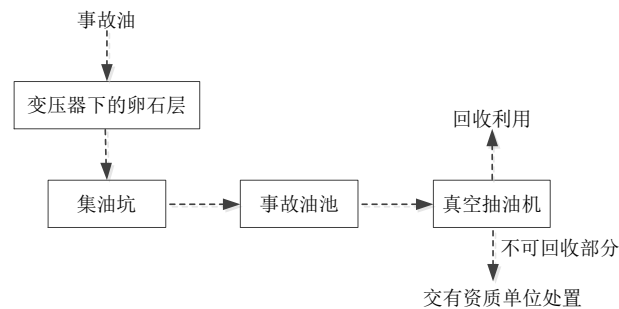 事故油
变压器下的卵石层
回收利用
集油坑
事故油池
真空抽油机
不可回收部分
交有资质单位处置